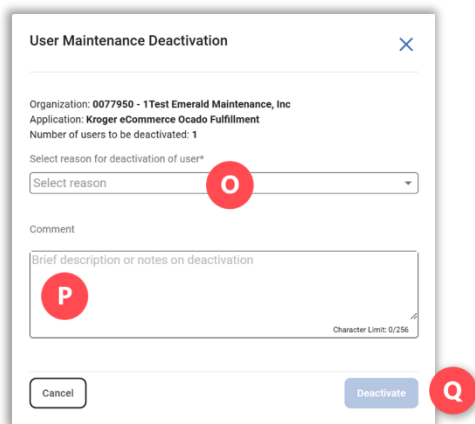 User Maintenance Deactivation
Organization: 0077950 - 1Test Emerald Maintenance, Inc
Application: Kroger eCommerce Ocado Fulfillment
Number of users to be deactivated: 1
Select reason for deactivation of user*
Select reason
O
Comment
Brief description or notes on deactivation
P
Character Limit: 0/256
Cancel
Deactivate
Q